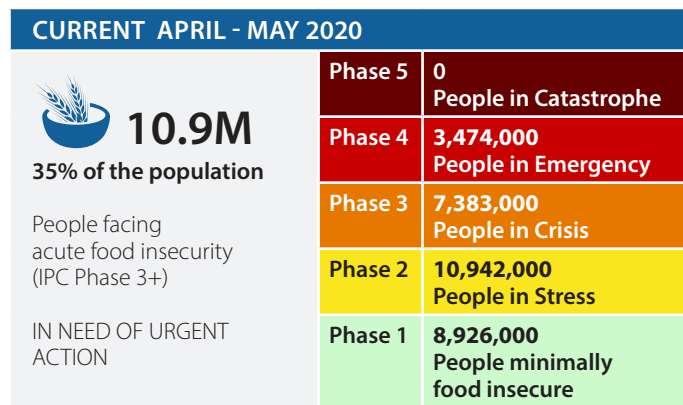 CURRENT APRIL - MAY 2020
10.9M
35% of the population
People facing
acute food insecurity
(IPC Phase 3+)
IN NEED OF URGENT
ACTION
Phase 5 0
People in Catastrophe
Phase 4 3,474,000
People in Emergency
Phase 3 7,383,000
People in Crisis
Phase 2 10,942,000
People in Stress
Phase 1 8,926,000
People minimally
food insecure